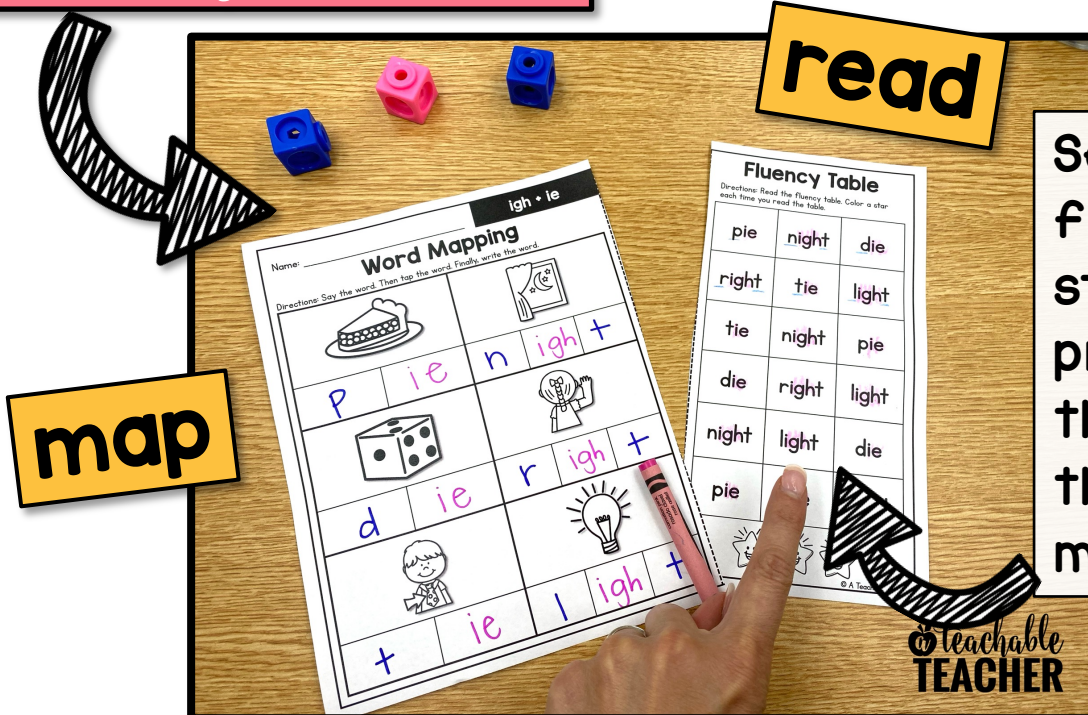 read
map
igh + ie
Name:
Word Mapping
Directions: Say the word. Then tap the word. Finally, write the word.
p ie
n igh t
d ie
r igh t
t ie
l igh t
Fluency Table
Directions: Read the fluency table. Color a star
each time you read the table.
pie night die
right tie light
tie night pie
die right light
night light die
pie
© A Teac
a teachable
TEACHER